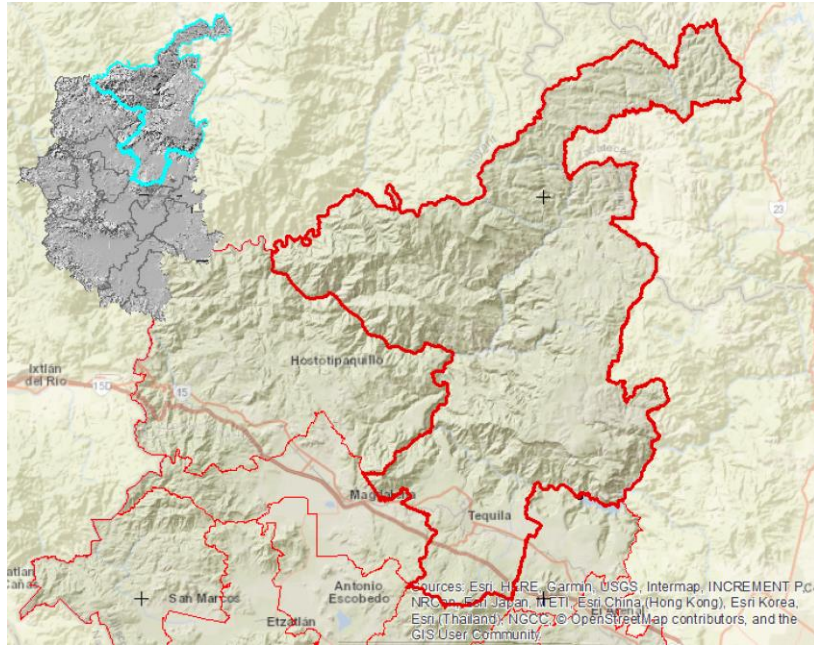 23
Hostotipaquillo
Ixtlán
del Río
15D
15
Magdalena
Tequila
San Marcos
Antonio
Escobedo
Etzatlán
Cañas
Sources: Esri, HERE, Garmin, USGS, Intermap, INCREMENT P,
NRCan, Esri Japan, METI, Esri China (Hong Kong), Esri Korea,
Esri (Thailand), NGCC, © OpenStreetMap contributors, and the
GIS User Community